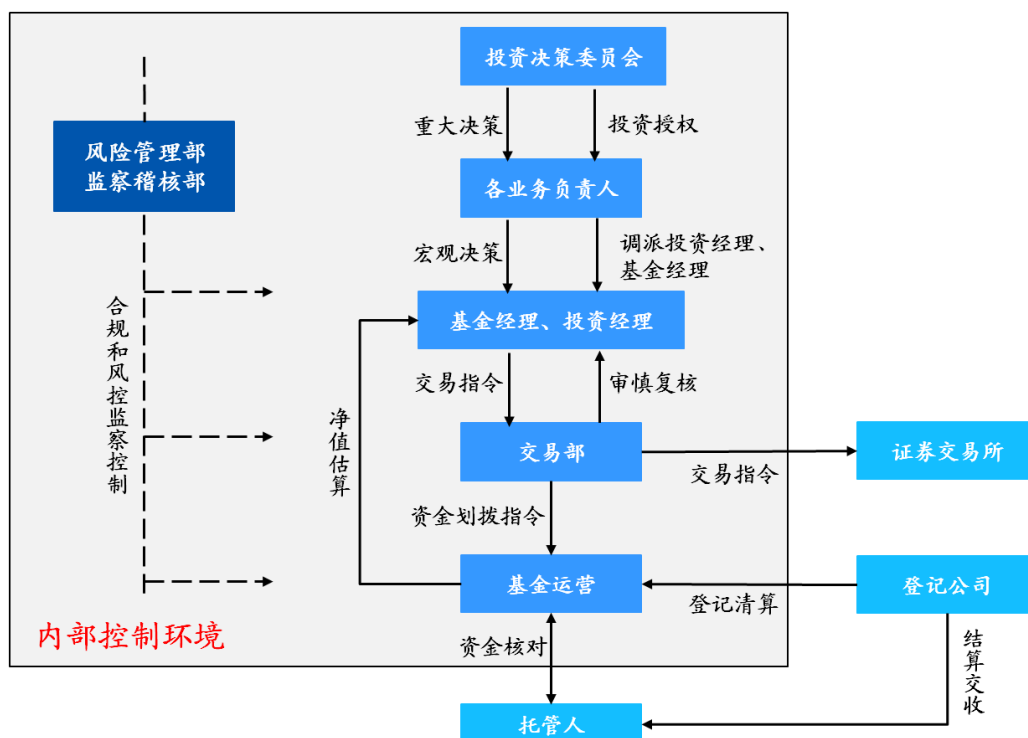 投资决策委员会
重大决策
投资授权
风险管理部
监察稽核部
各业务负责人
宏观决策
调派投资经理、
基金经理
基金经理、投资经理
合规和风控监察控制
交易指令
审慎复核
净值估算
交易部
交易指令
证券交易所
资金划拨指令
基金运营
登记清算
登记公司
内部控制环境
资金核对
结算交收
托管人